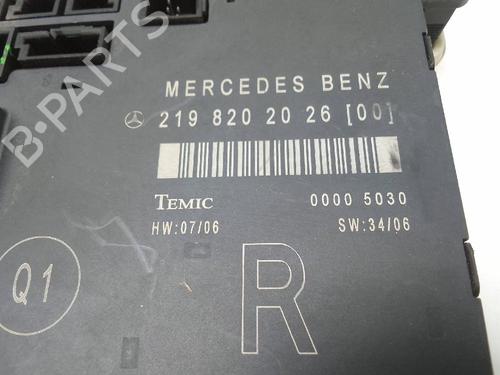 MERCEDES BENZ
219 820 20 26 [00]
TEMIC 0000 5030
HW:07/06 SW:34/06
Q1
R
B-PARTS